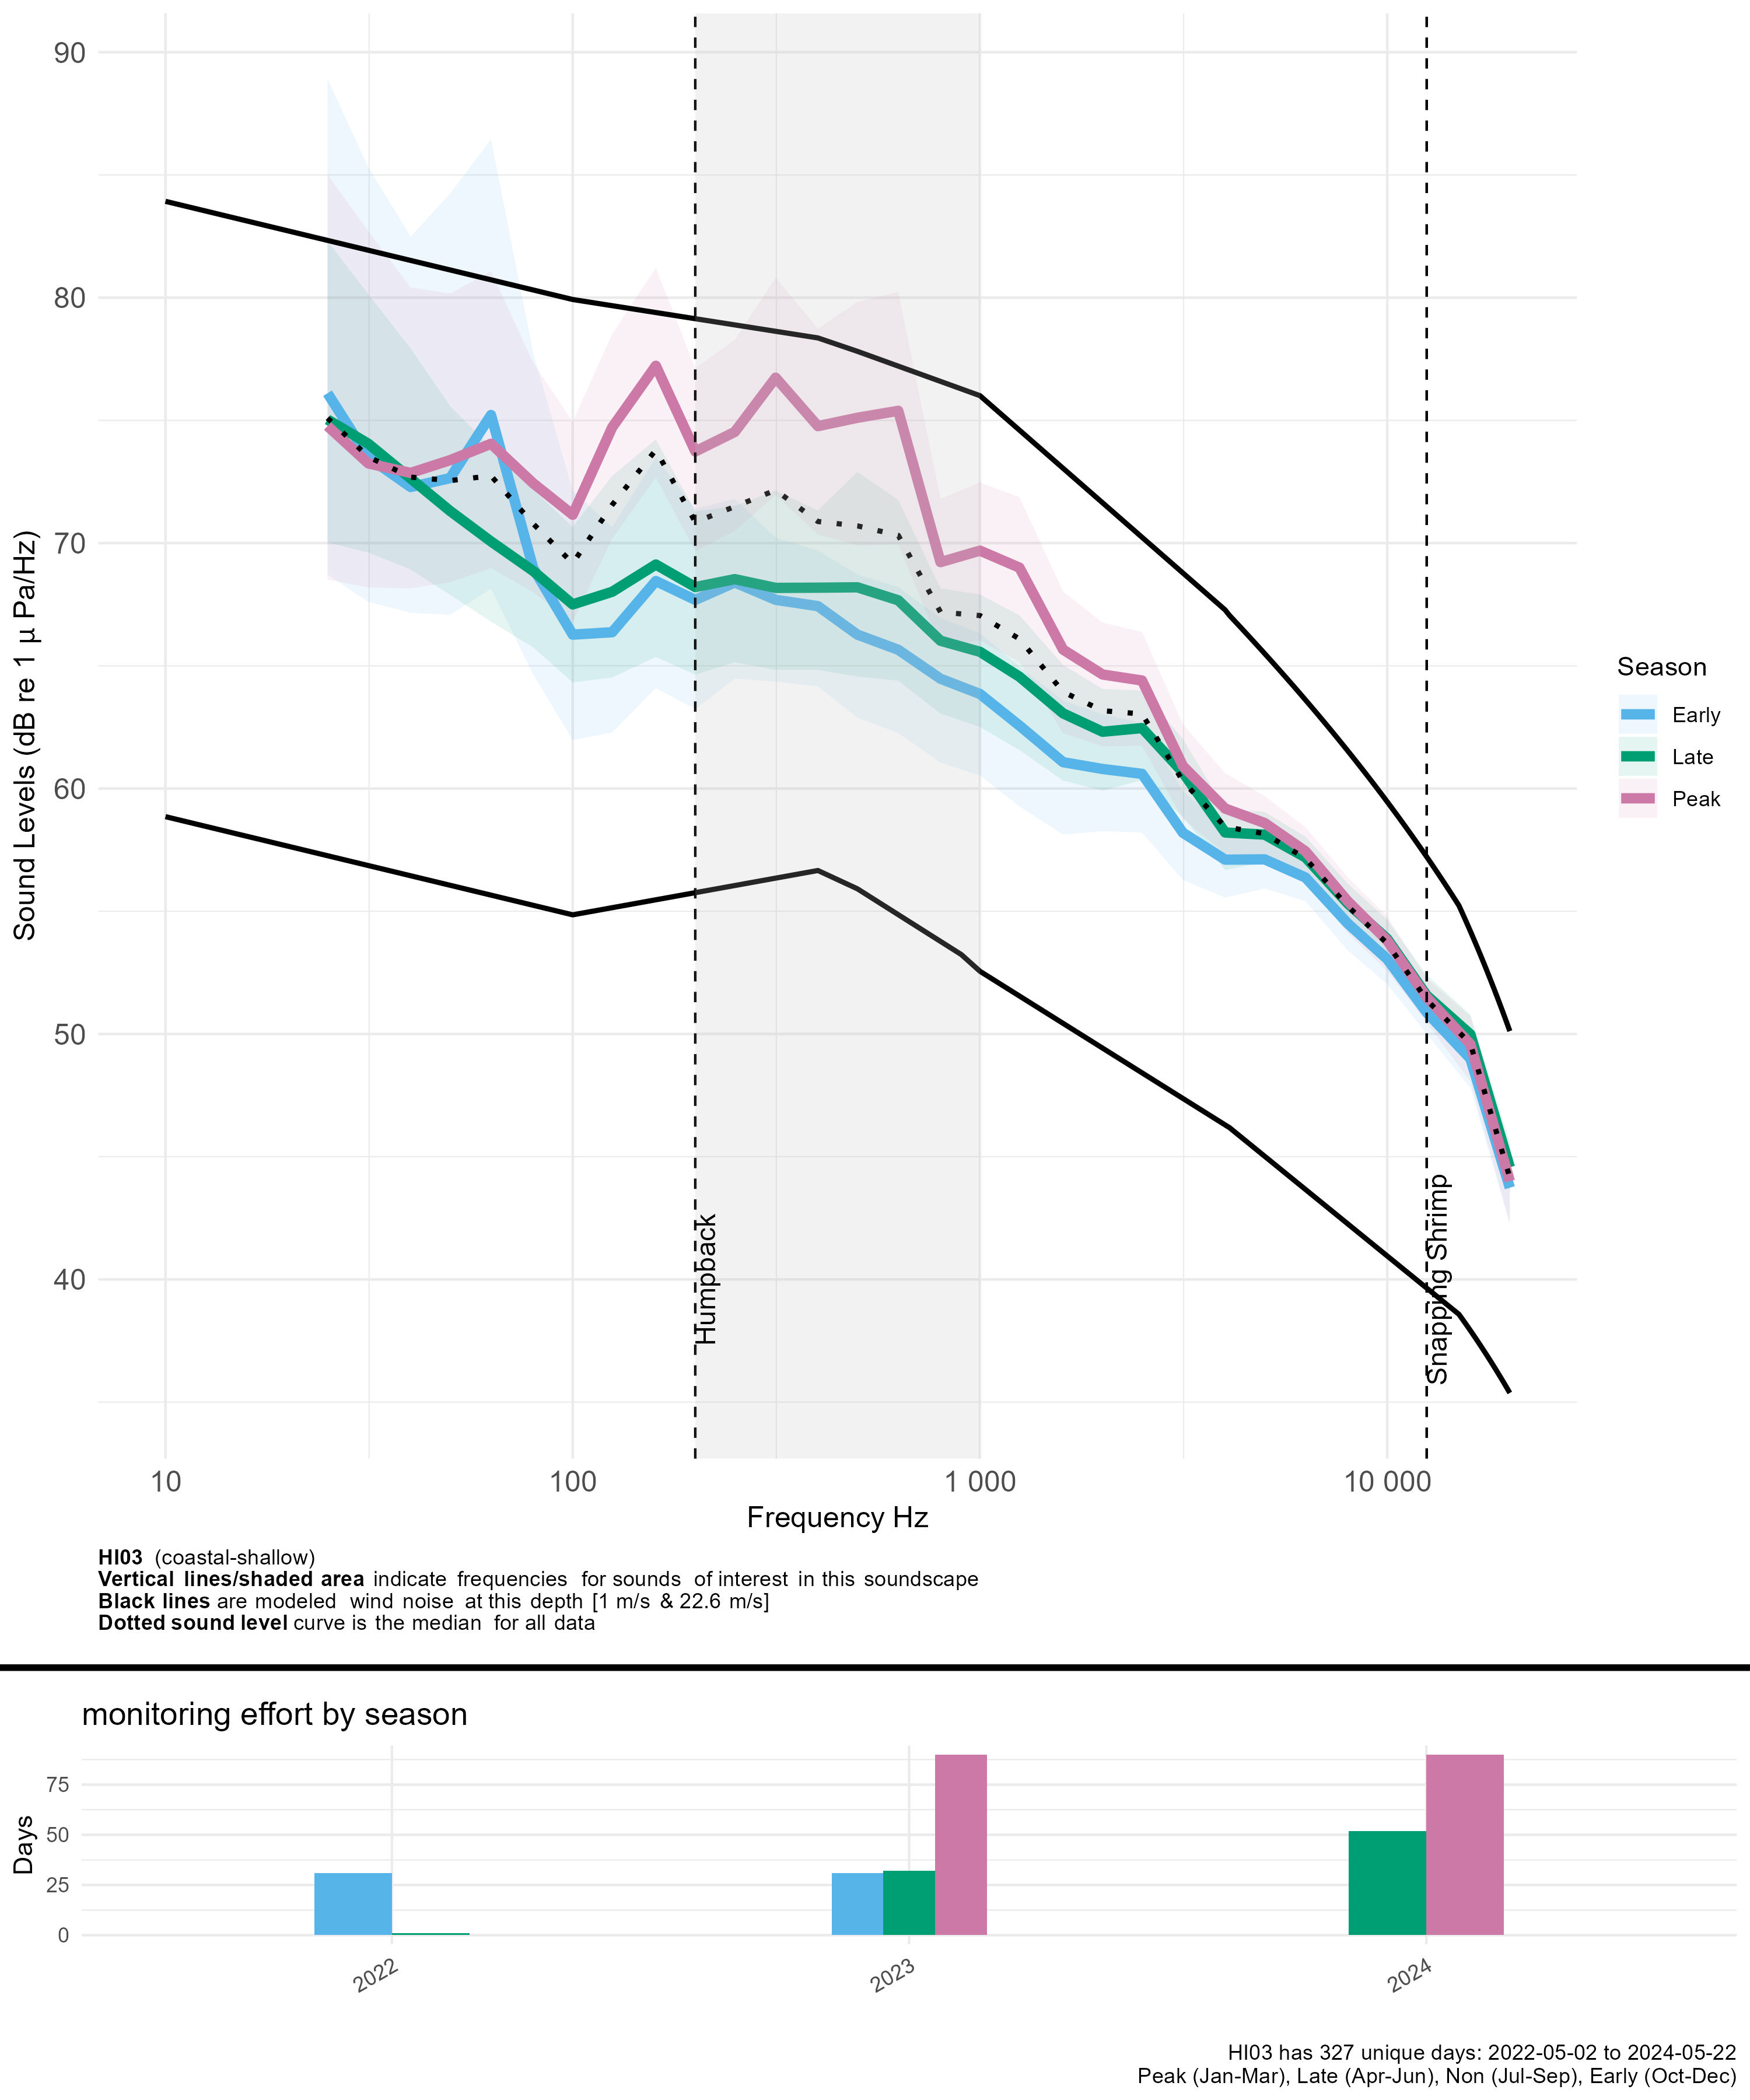 90
80
70
60
50
40
Sound Levels (dB re 1 µ Pa/Hz)
Humpback
Snapping Shrimp
10
100
1 000
10 000
Frequency Hz
Season
Early
Late
Peak
HI03 (coastal-shallow)
Vertical lines/shaded area indicate frequencies for sounds of interest in this soundscape
Black lines are modeled wind noise at this depth [1 m/s & 22.6 m/s]
Dotted sound level curve is the median for all data
monitoring effort by season
75
50
25
0
Days
2022
2023
2024
HI03 has 327 unique days: 2022-05-02 to 2024-05-22
Peak (Jan-Mar), Late (Apr-Jun), Non (Jul-Sep), Early (Oct-Dec)